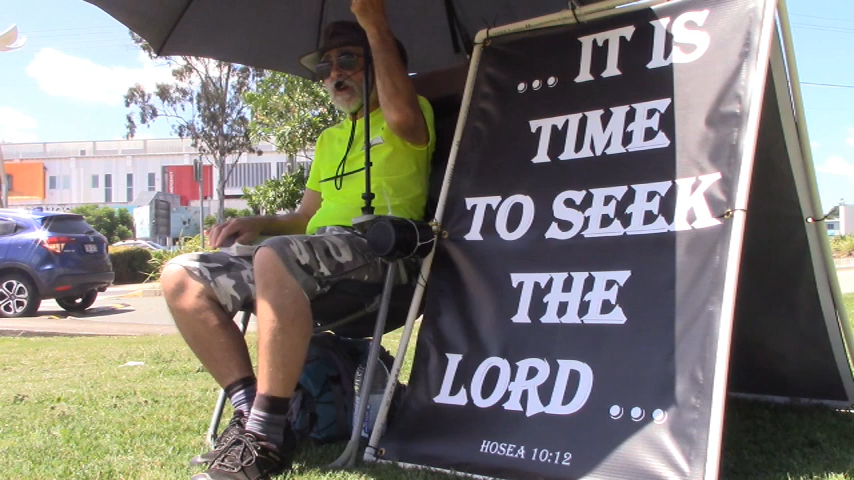 ... IT IS
TIME
TO SEEK
THE
LORD ...
HOSEA 10:12